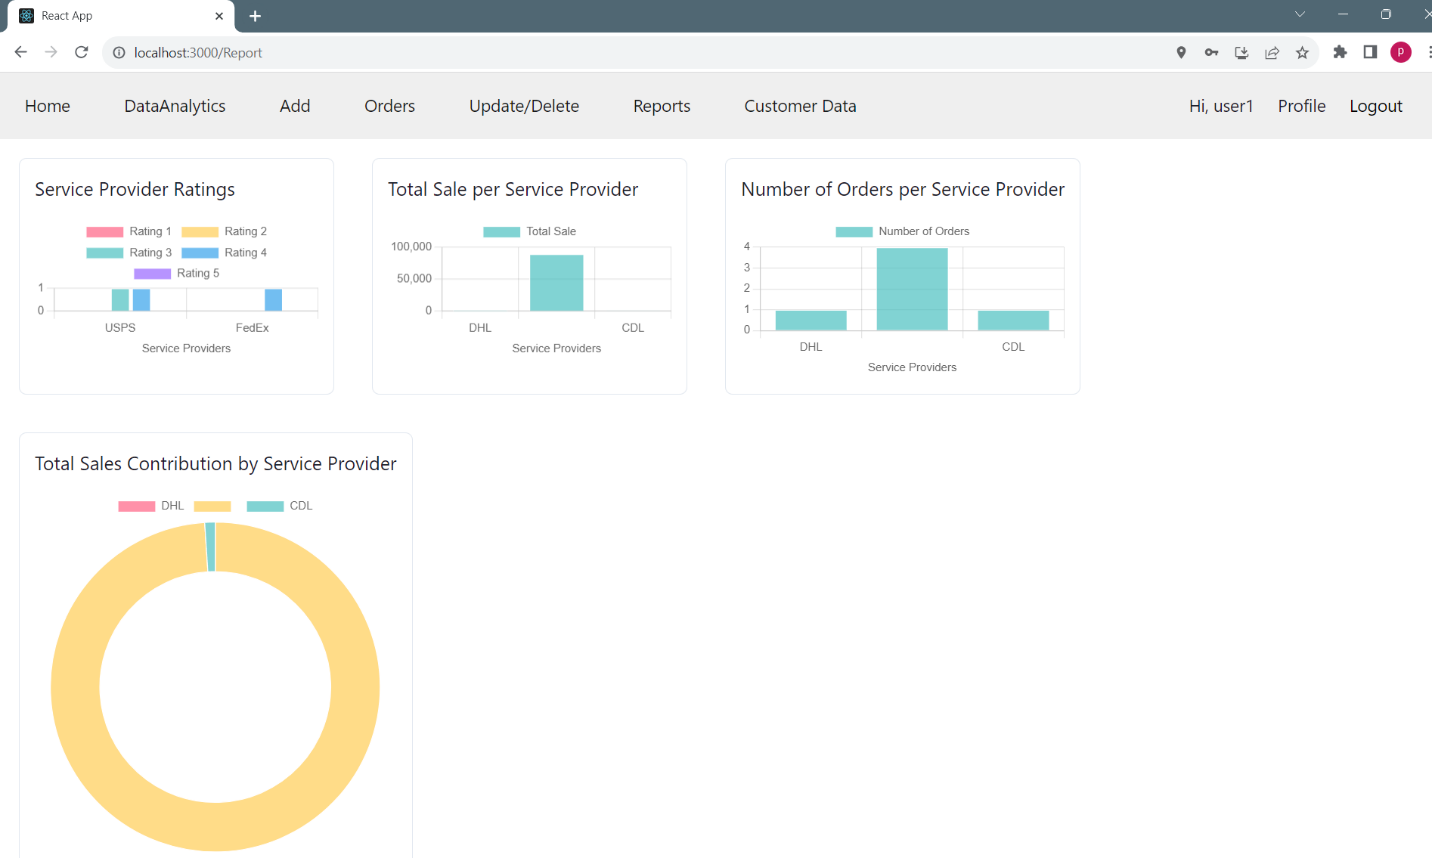 React App
localhost:3000/Report
P
Home DataAnalytics Add Orders Update/Delete Reports Customer Data Hi, user1 Profile Logout
Service Provider Ratings
Rating 1 Rating 2
Rating 3 Rating 4
Rating 5
1
0
USPS FedEx
Service Providers
Total Sale per Service Provider
Total Sale
100,000
50,000
0
DHL CDL
Service Providers
Number of Orders per Service Provider
Number of Orders
4
3
2
1
0
DHL CDL
Service Providers
Total Sales Contribution by Service Provider
DHL CDL